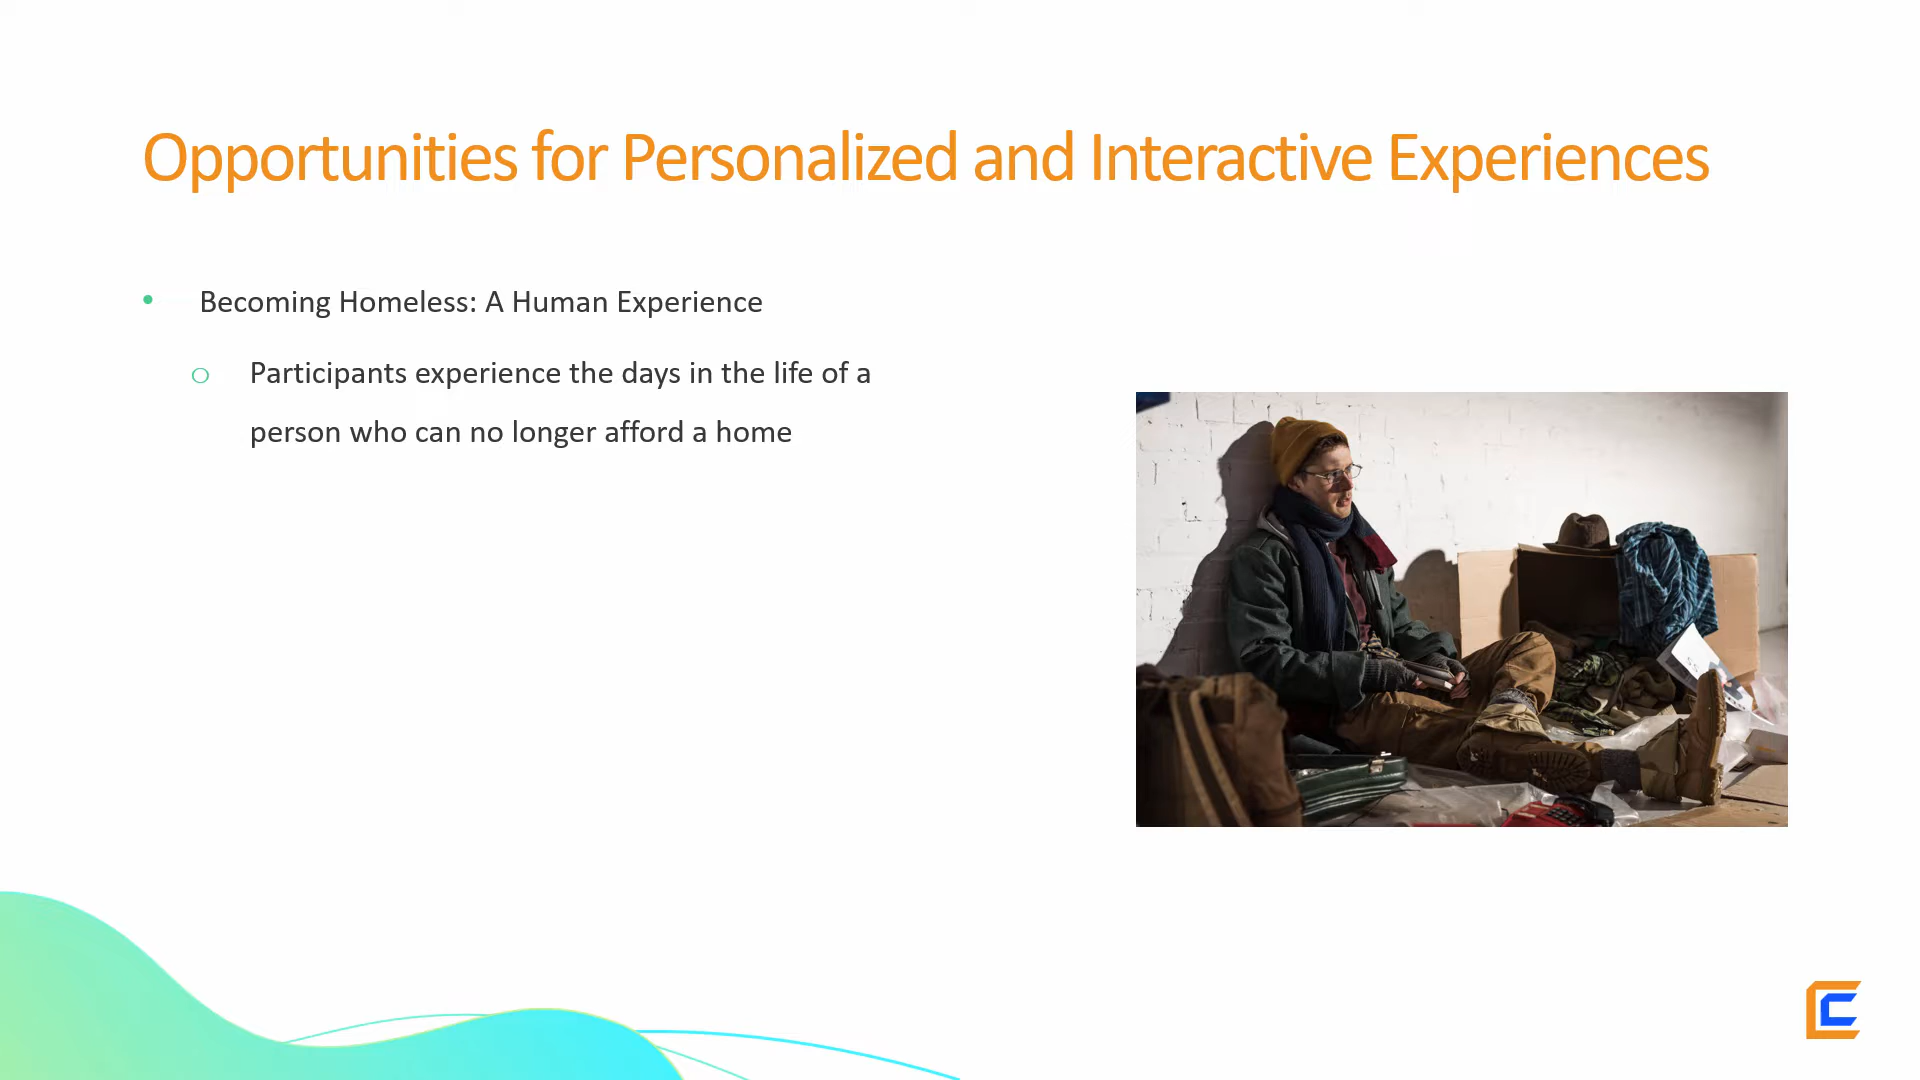 Opportunities for Personalized and Interactive Experiences
• Becoming Homeless: A Human Experience
o Participants experience the days in the life of a
person who can no longer afford a home